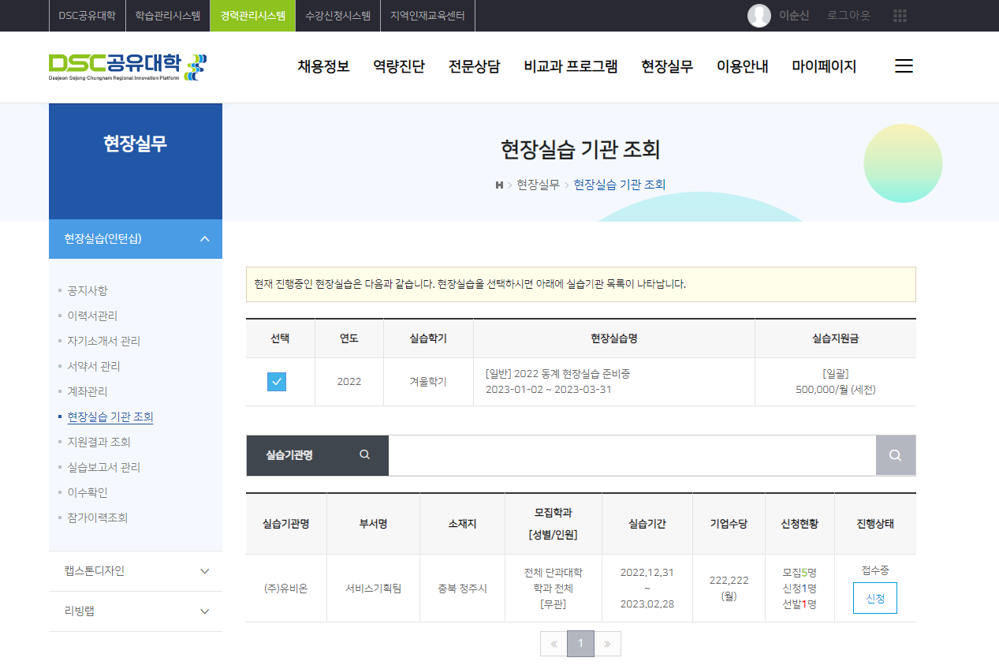 DSC공유대학
학습관리시스템
경력관리시스템
수강신청시스템
지역인재교육센터
이순신
로그아웃
DSC공유대학
Daejeon·Sejong·Chungnam Regional Innovation Platform
채용정보
역량진단
전문상담
비교과 프로그램
현장실무
이용안내
마이페이지
현장실무
현장실습 기관 조회
H > 현장실무 > 현장실습 기관 조회
현장실습(인턴십)
공지사항
이력서관리
자기소개서 관리
서약서 관리
계좌관리
현장실습 기관 조회
지원결과 조회
실습보고서 관리
이수확인
참가이력조회
캡스톤디자인
리빙랩
현재 진행중인 현장실습은 다음과 같습니다. 현장실습을 선택하시면 아래에 실습기관 목록이 나타납니다.
선택
연도
실습학기
현장실습명
실습지원금
2022
겨울학기
[일반] 2022 동계 현장실습 준비중
2023-01-02 ~ 2023-03-31
[일괄]
500,000/월 (세전)
실습기관명
실습기관명
부서명
소재지
모집학과
[성별/인원]
실습기간
기업수당
신청현황
진행상태
(주)유비온
서비스기획팀
충북 청주시
전체 단과대학
학과 전체
[무관]
2022.12.31
~
2023.02.28
222,222
(월)
모집5명
신청1명
선발1명
접수중
신청
« 1 »